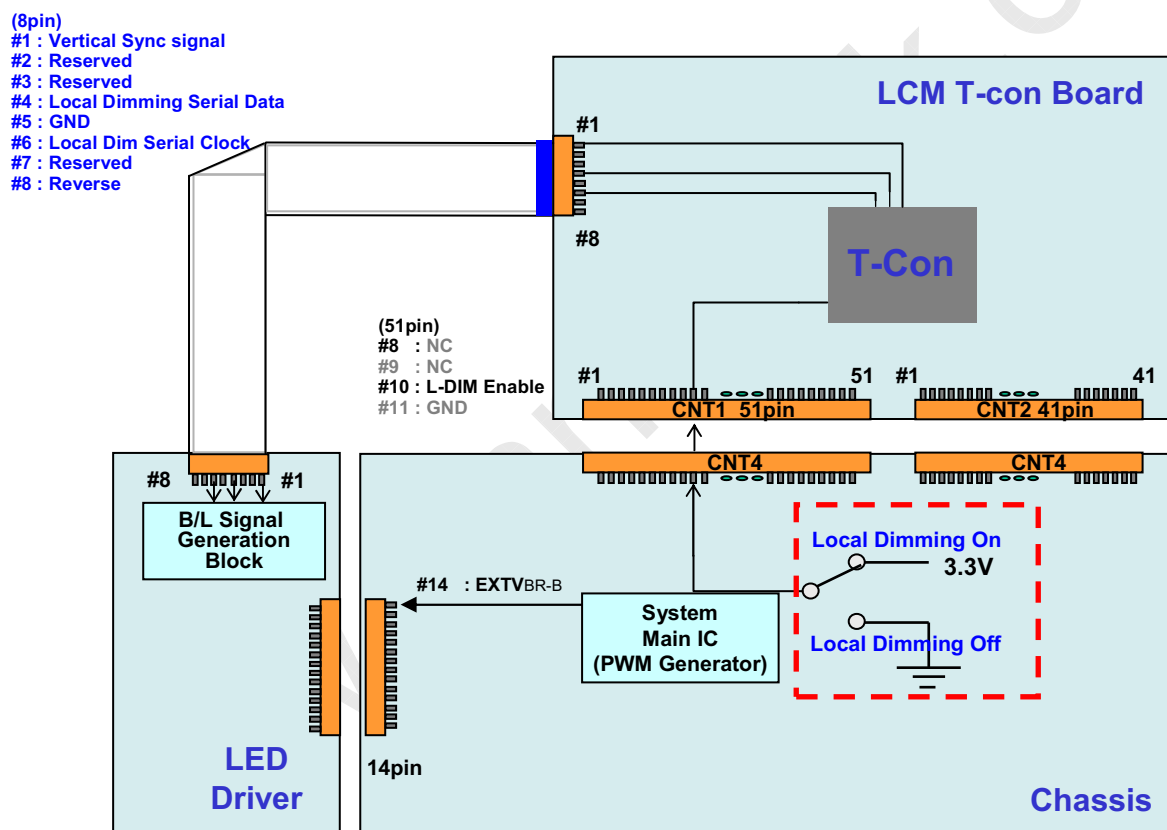 (8pin)
#1 : Vertical Sync signal
#2 : Reserved
#3 : Reserved
#4 : Local Dimming Serial Data
#5 : GND
#6 : Local Dim Serial Clock
#7 : Reserved
#8 : Reverse
LCM T-con Board
#1
#8
T-Con
(51pin)
#8 : NC
#9 : NC
#10 : L-DIM Enable
#11 : GND
#1
51
#1
41
CNT1 51pin
CNT2 41pin
CNT4
CNT4
#8
#1
B/L Signal
Generation
Block
Local Dimming On
3.3V
Local Dimming Off
#14 : EXTVBR-B
System
Main IC
(PWM Generator)
14pin
LED
Driver
Chassis